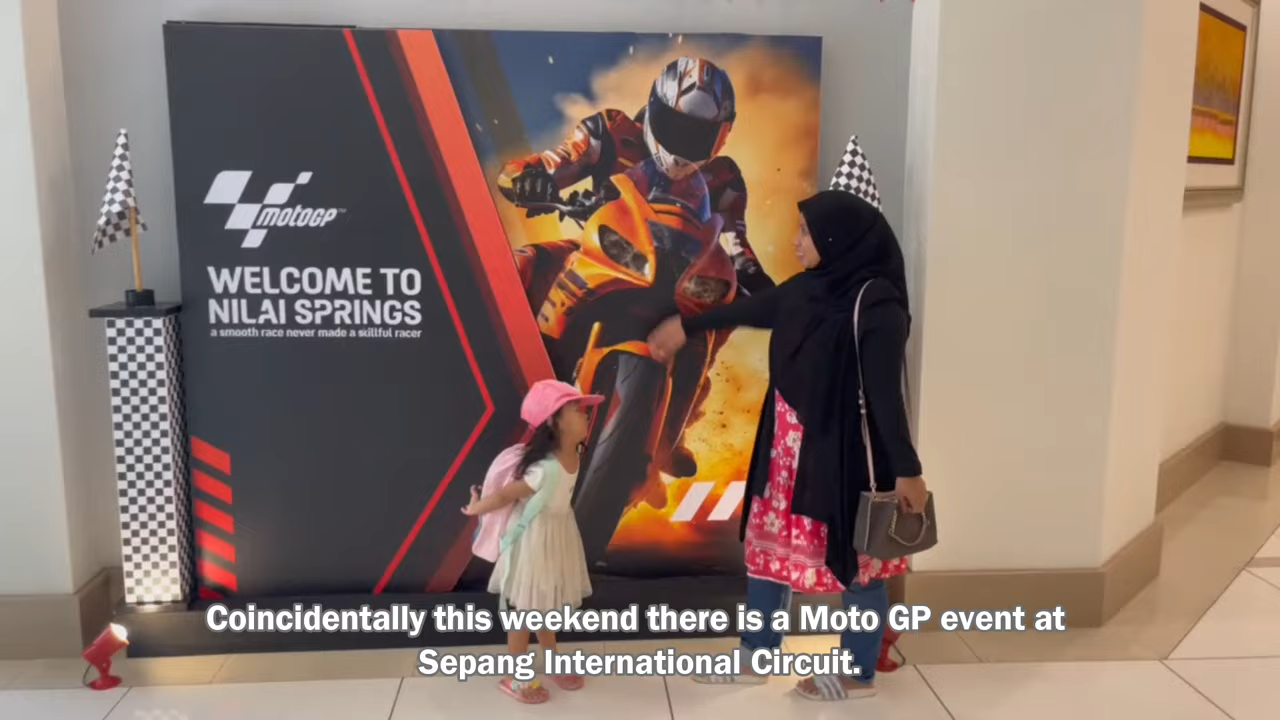 motoGP™
WELCOME TO
NILAI SPRINGS
a smooth race never made a skillful racer
Coincidentally this weekend there is a Moto GP event at
Sepang International Circuit.